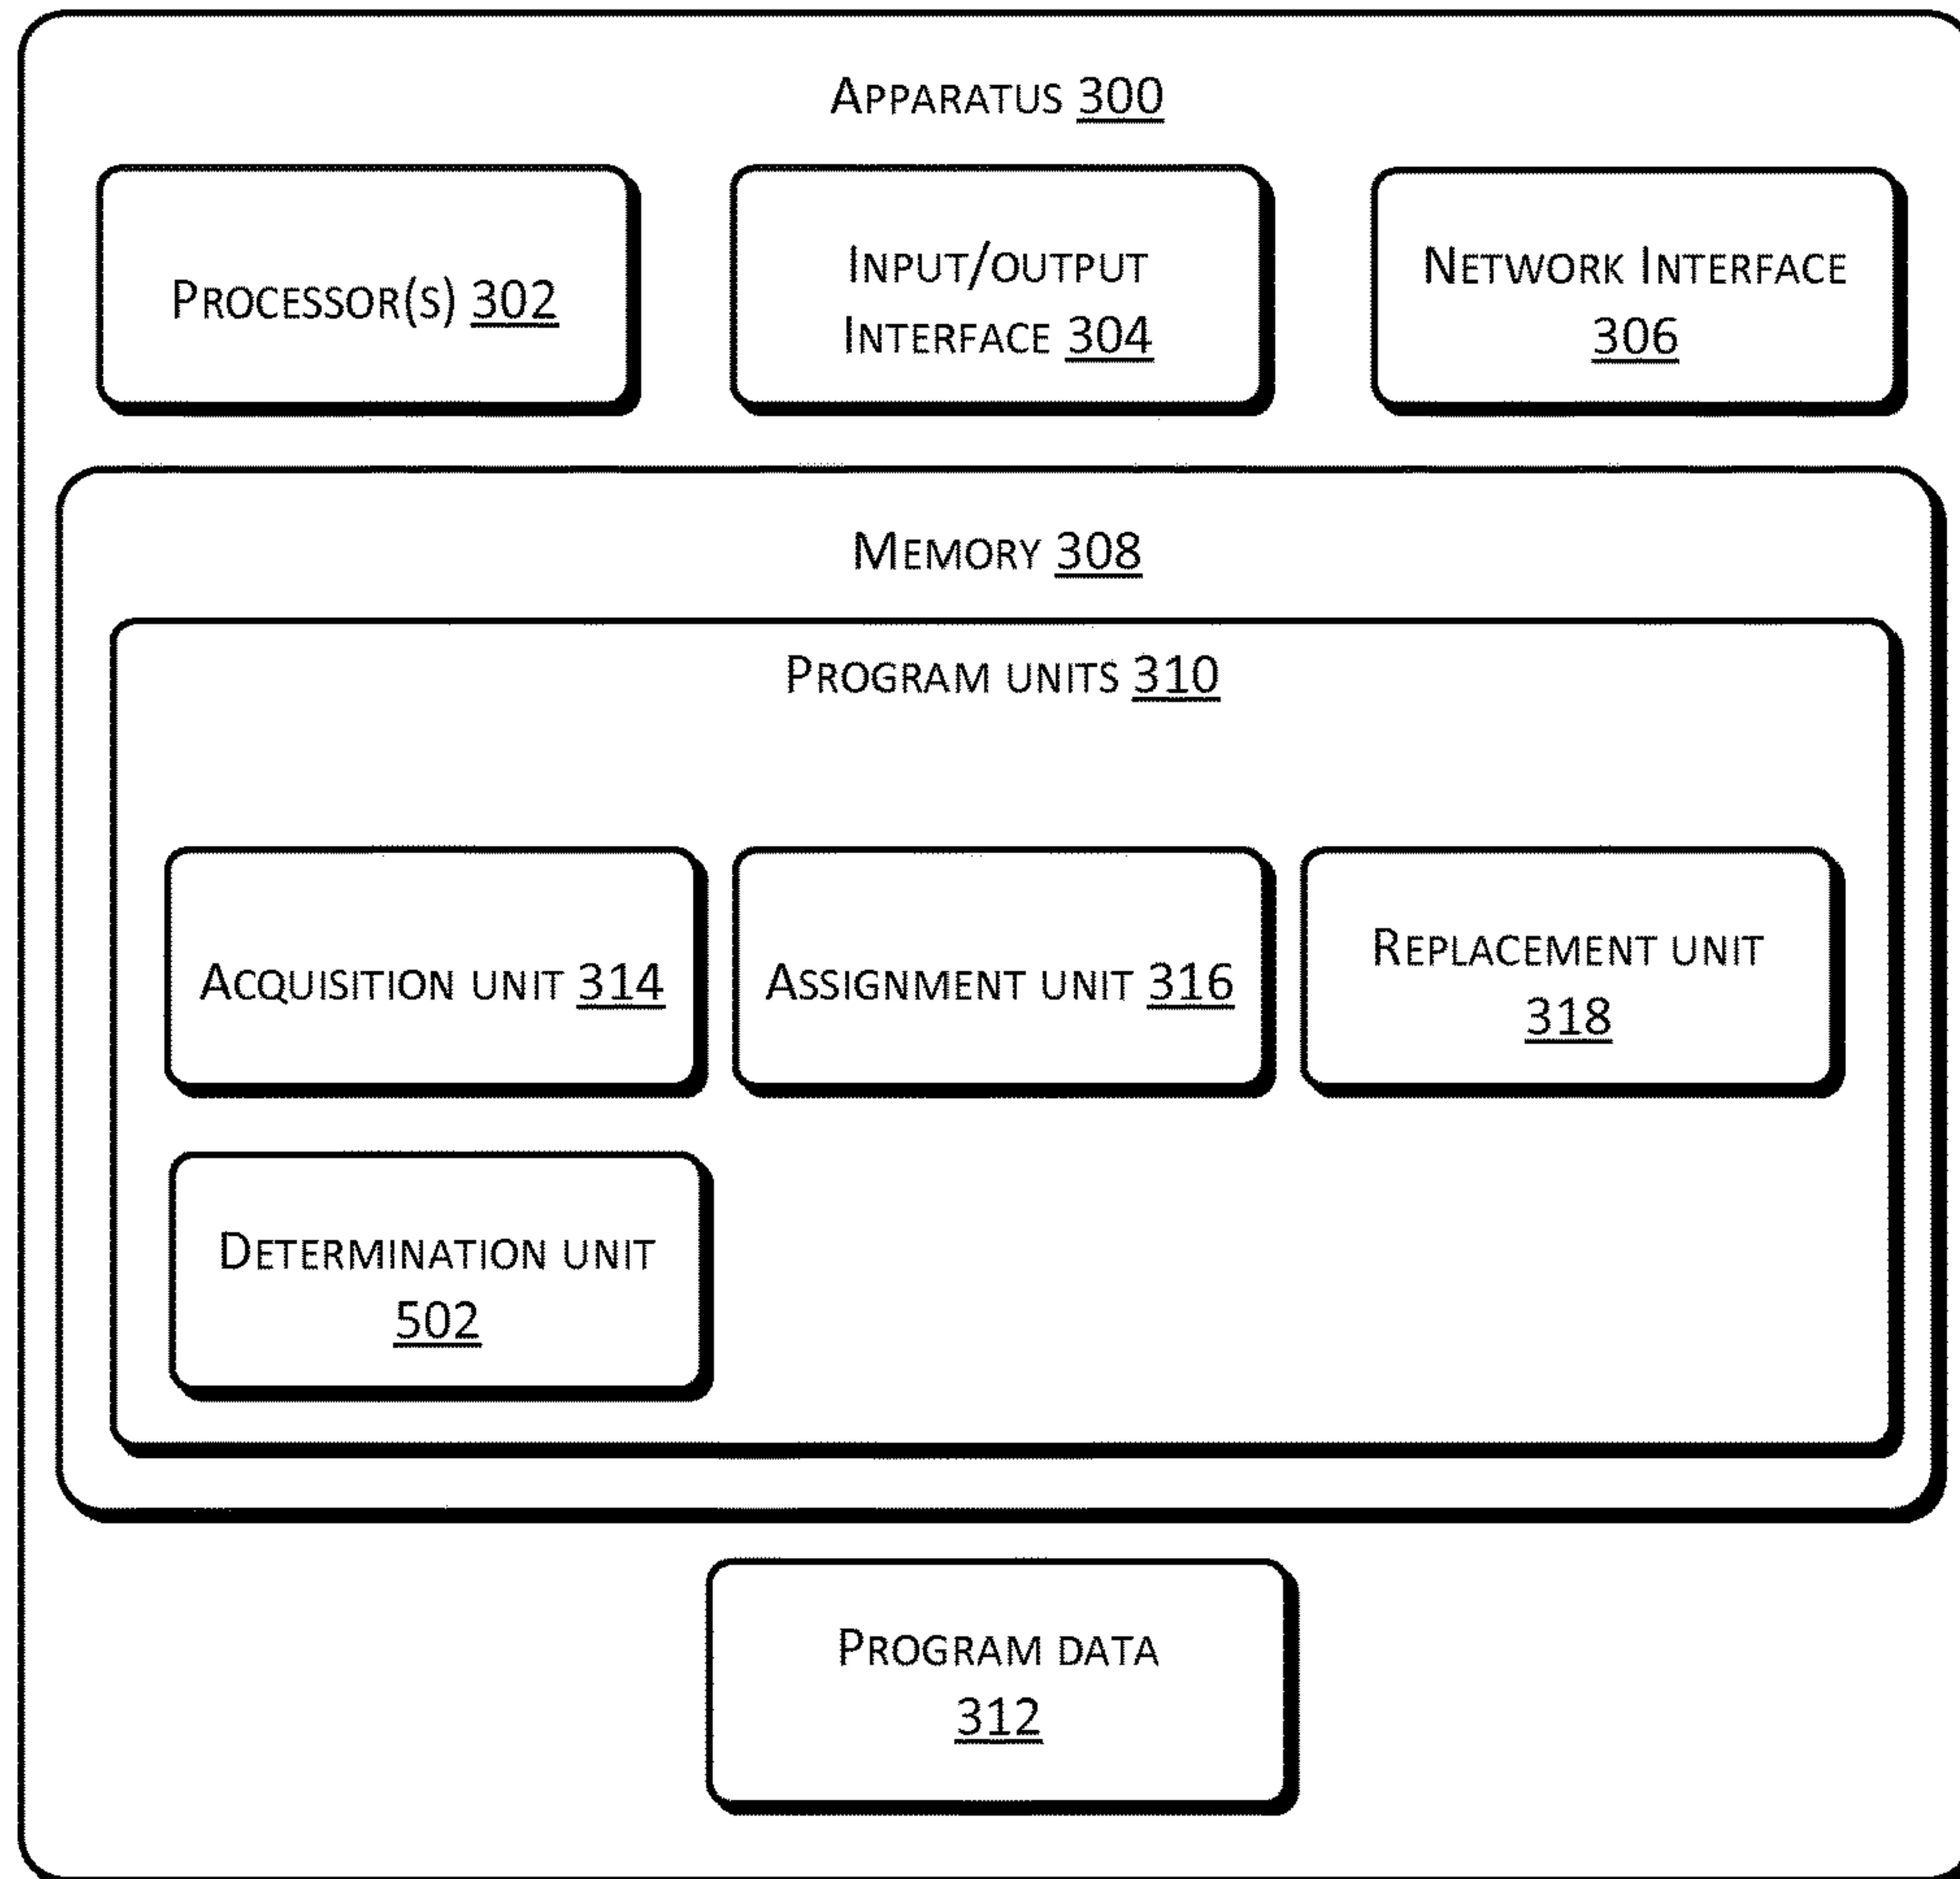 APPARATUS 300
PROCESSOR(S) 302
INPUT/OUTPUT
INTERFACE 304
NETWORK INTERFACE
306
MEMORY 308
PROGRAM UNITS 310
ACQUISITION UNIT 314
ASSIGNMENT UNIT 316
REPLACEMENT UNIT
318
DETERMINATION UNIT
502
PROGRAM DATA
312